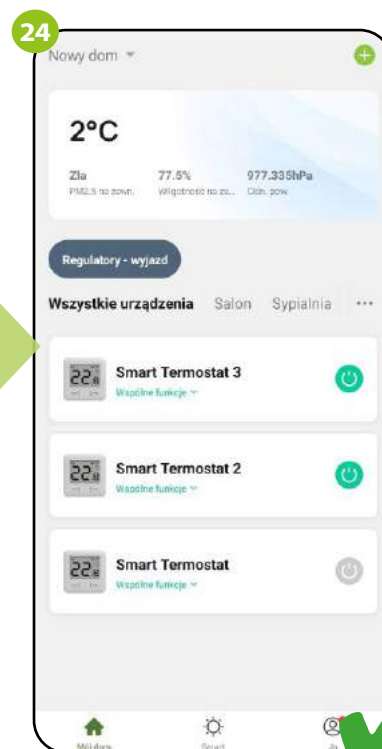 24
Nowy dom
2°C
Zła 77.5% 977.335hPa
PM2.5 na zewn. Wilgotność na ze... Ciśn. pow.
Regulatory - wyjazd
Wszystkie urządzenia Salon Sypialnia ...
Smart Termostat 3
Wspólne funkcje
Smart Termostat 2
Wspólne funkcje
Smart Termostat
Wspólne funkcje
Mój dom Smart Ja